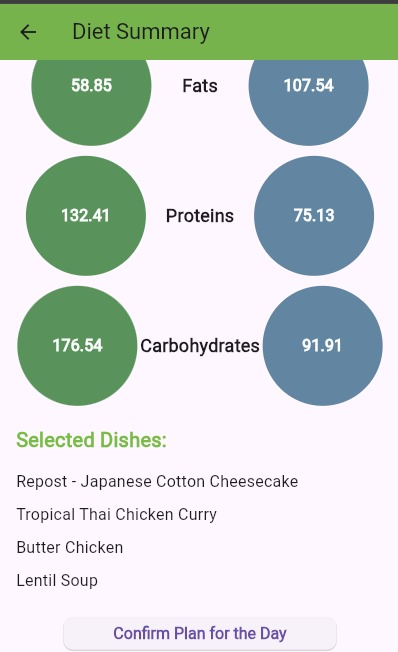 Diet Summary
58.85 Fats 107.54
132.41 Proteins 75.13
176.54 Carbohydrates 91.91
Selected Dishes:
Repost - Japanese Cotton Cheesecake
Tropical Thai Chicken Curry
Butter Chicken
Lentil Soup
Confirm Plan for the Day